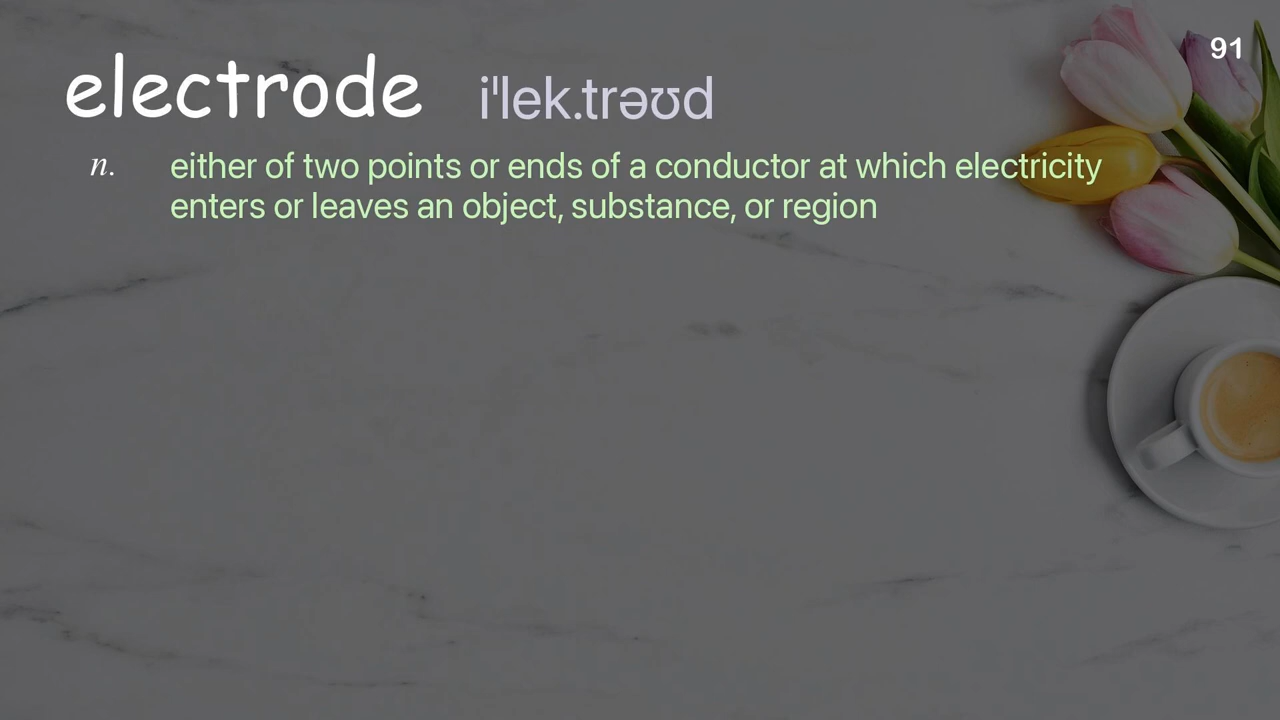 91
electrode iˈlek.trəʊd
n. either of two points or ends of a conductor at which electricity
enters or leaves an object, substance, or region